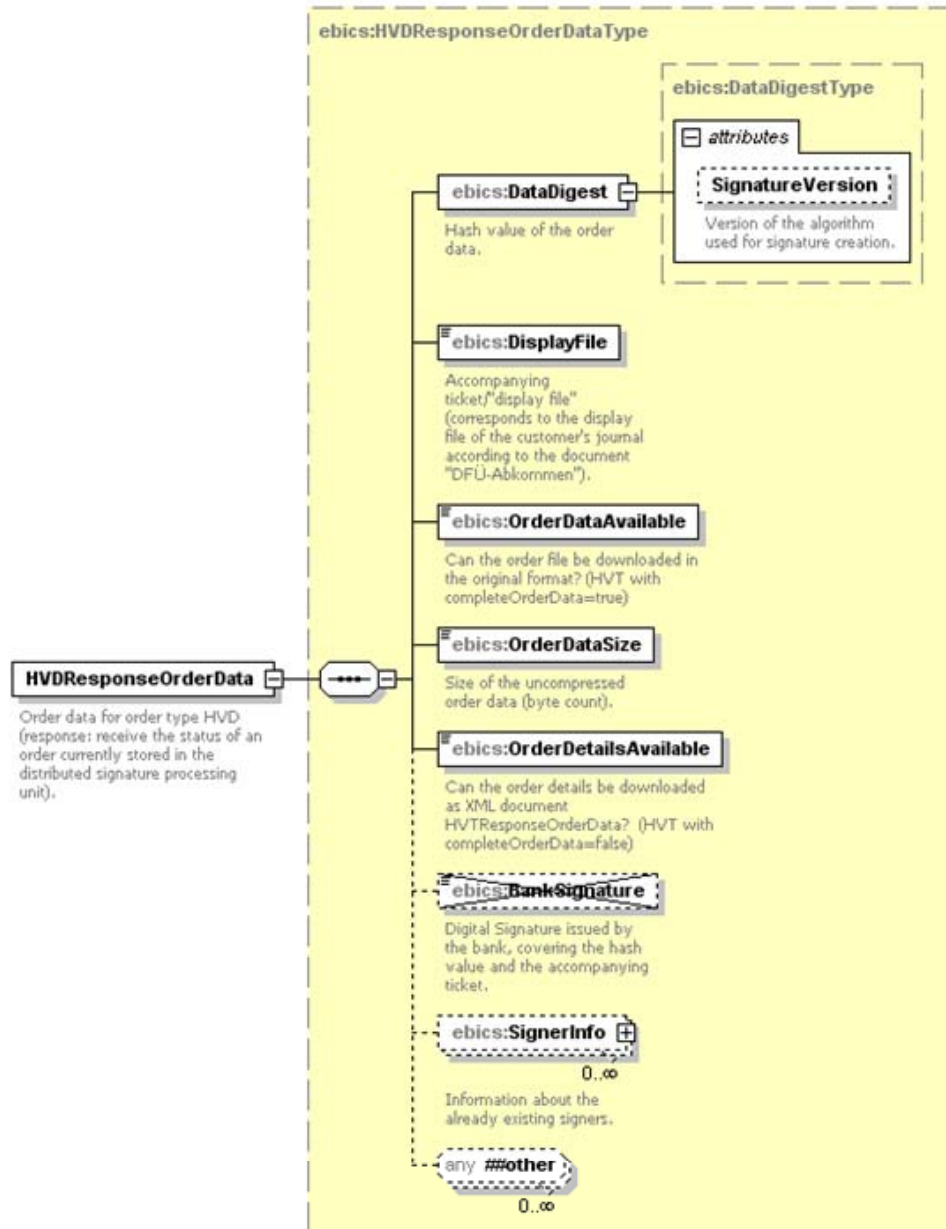 ebics:HVDResponseOrderDataType
ebics:DataDigestType
attributes
ebics:DataDigest
SignatureVersion
Hash value of the order
data.
Version of the algorithm
used for signature creation.
ebics:DisplayFile
Accompanying
ticket/"display file"
(corresponds to the display
file of the customer's journal
according to the document
"DFÜ-Abkommen").
ebics:OrderDataAvailable
Can the order file be downloaded in
the original format? (HVT with
completeOrderData=true)
ebics:OrderDataSize
Size of the uncompressed
order data (byte count).
HVDResponseOrderData
Order data for order type HVD
(response: receive the status of an
order currently stored in the
distributed signature processing
unit).
ebics:OrderDetailsAvailable
Can the order details be downloaded
as XML document
HVTResponseOrderData? (HVT with
completeOrderData=false)
ebics:BankSignature
Digital Signature issued by
the bank, covering the hash
value and the accompanying
ticket.
ebics:SignerInfo
0..∞
Information about the
already existing signers.
any ##other
0..∞